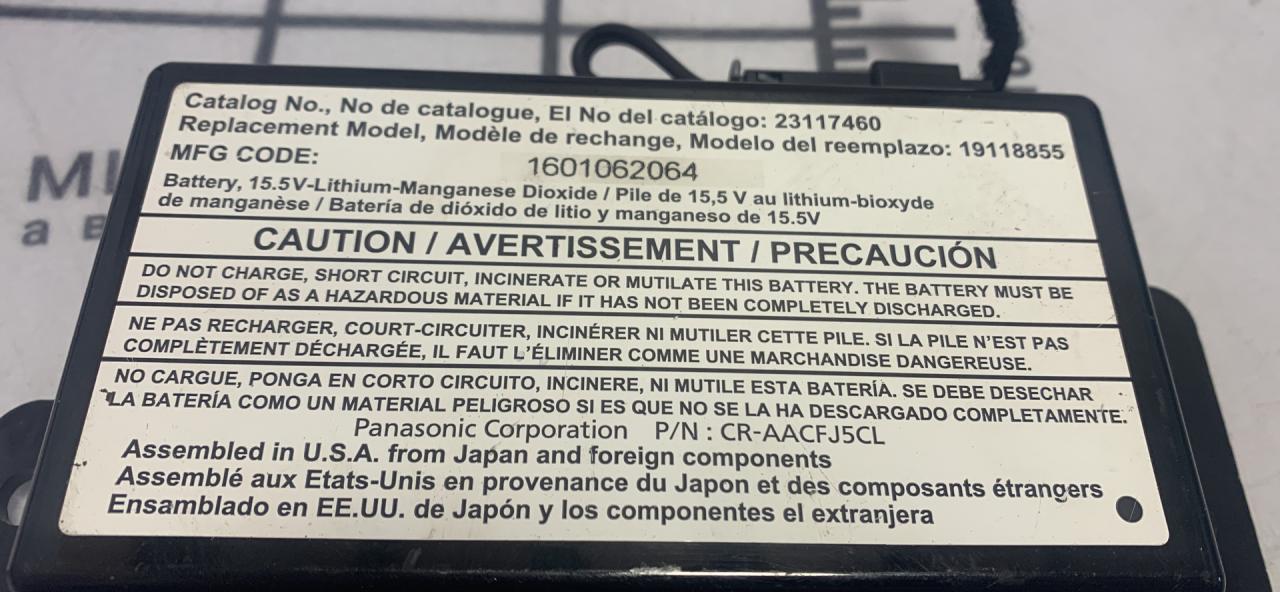 Catalog No., No de catalogue, El No del catálogo: 23117460
Replacement Model, Modèle de rechange, Modelo del reemplazo: 19118855
MFG CODE: 1601062064
Battery, 15.5V-Lithium-Manganese Dioxide / Pile de 15,5 V au lithium-bioxyde
de manganèse / Batería de dióxido de litio y manganeso de 15.5V
CAUTION / AVERTISSEMENT / PRECAUCIÓN
DO NOT CHARGE, SHORT CIRCUIT, INCINERATE OR MUTILATE THIS BATTERY. THE BATTERY MUST BE
DISPOSED OF AS A HAZARDOUS MATERIAL IF IT HAS NOT BEEN COMPLETELY DISCHARGED.
NE PAS RECHARGER, COURT-CIRCUITER, INCINÉRER NI MUTILER CETTE PILE. SI LA PILE N'EST PAS
COMPLÈTEMENT DÉCHARGÉE, IL FAUT L'ÉLIMINER COMME UNE MARCHANDISE DANGEREUSE.
NO CARGUE, PONGA EN CORTO CIRCUITO, INCINERE, NI MUTILE ESTA BATERÍA. SE DEBE DESECHAR
LA BATERÍA COMO UN MATERIAL PELIGROSO SI ES QUE NO SE LA HA DESCARGADO COMPLETAMENTE.
Panasonic Corporation P/N : CR-AACFJ5CL
Assembled in U.S.A. from Japan and foreign components
Assemblé aux Etats-Unis en provenance du Japon et des composants étrangers
Ensamblado en EE.UU. de Japón y los componentes el extranjera